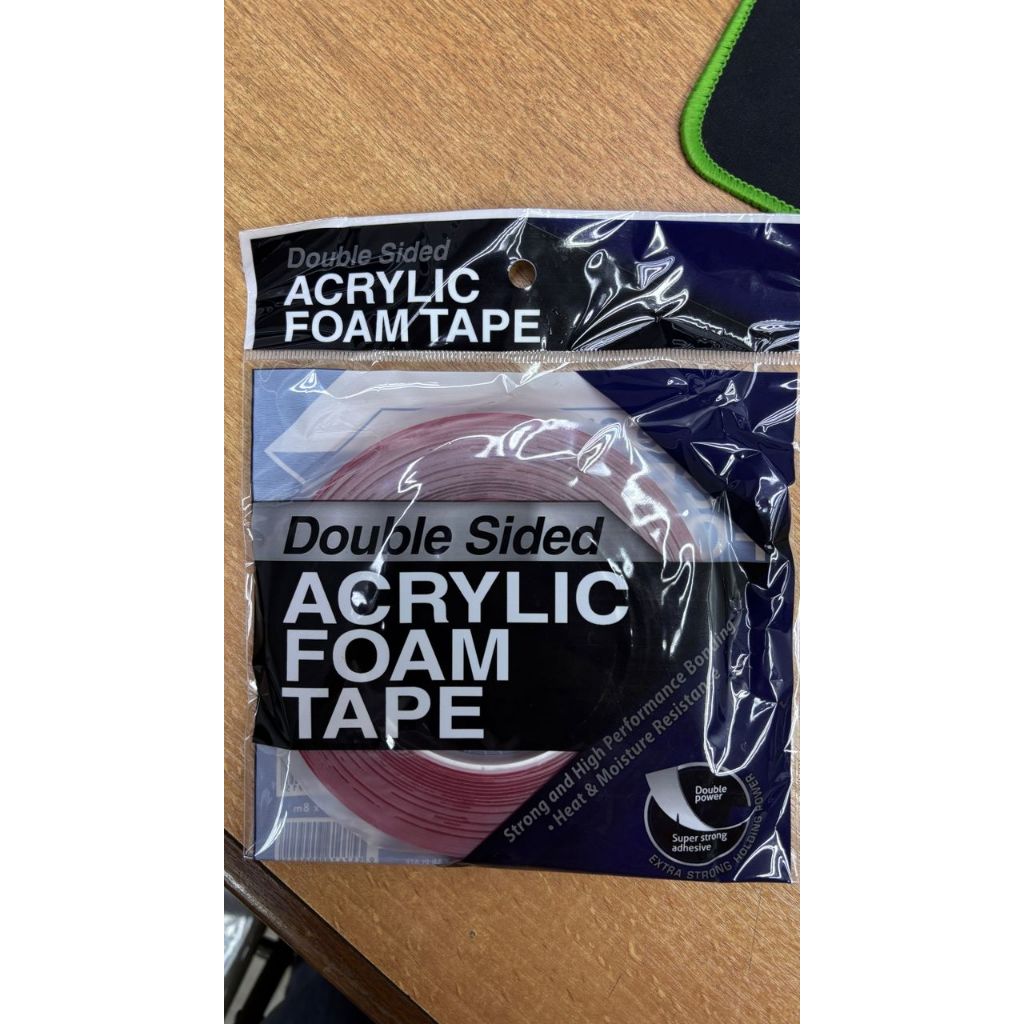 Double Sided
ACRYLIC
FOAM TAPE
Double Sided
ACRYLIC
FOAM
TAPE
Strong and High Performance Bonding
• Heat & Moisture Resistance
Double
power
Super strong
adhesive
EXTRA STRONG HOLDING POWER
x 8m